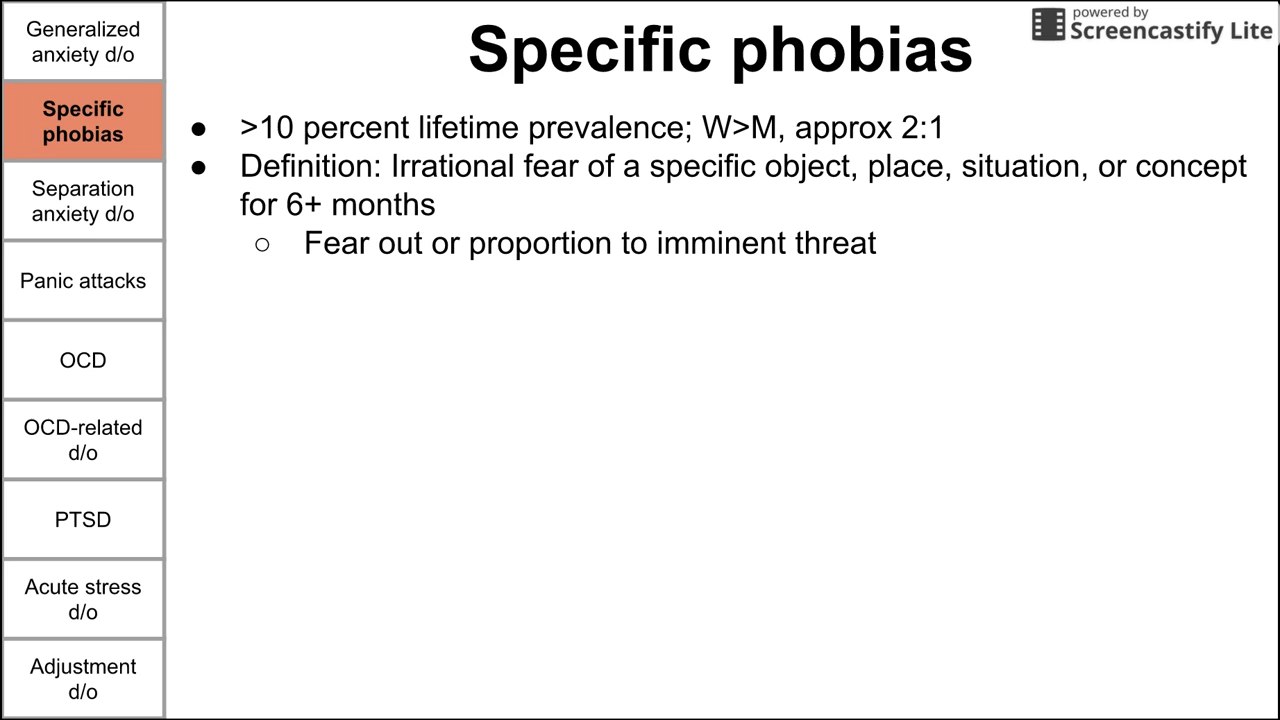 Generalized
anxiety d/o
Specific
phobias
Separation
anxiety d/o
Panic attacks
OCD
OCD-related
d/o
PTSD
Acute stress
d/o
Adjustment
d/o
Specific phobias
powered by
Screencastify Lite
● >10 percent lifetime prevalence; W>M, approx 2:1
● Definition: Irrational fear of a specific object, place, situation, or concept
for 6+ months
○ Fear out or proportion to imminent threat